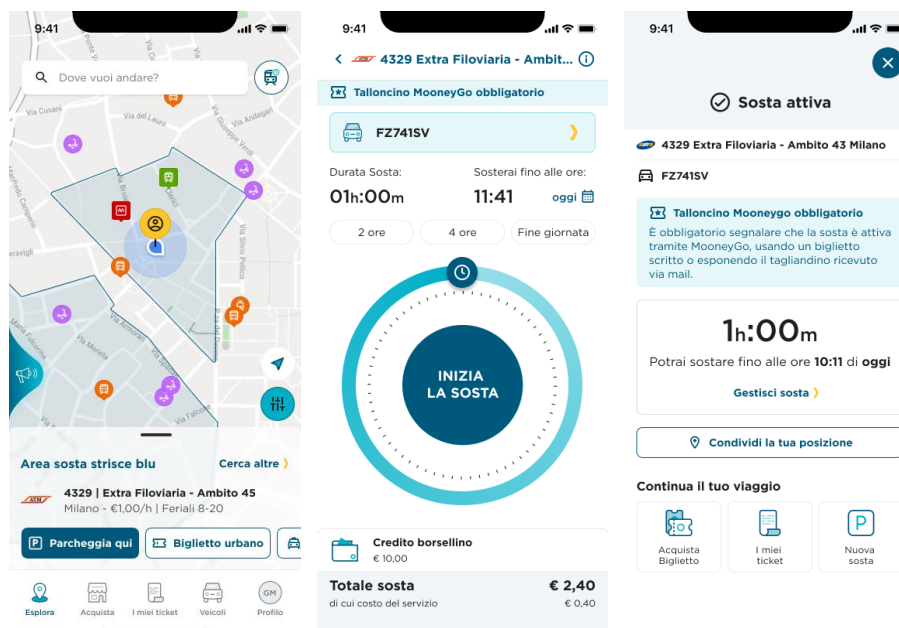 9:41
Dove vuoi andare?
Via Cusani
Via del Lauro
Via Andegari
Via Giuseppe Verdi
Via Broletto
Via Silvio Pellico
Via Armorari
Via Moneta
Via Spadari
Via Falcone
Area sosta strisce blu
Cerca altre
ATM
4329 | Extra Filoviaria - Ambito 45
Milano - €1,00/h | Feriali 8-20
P Parcheggia qui
Biglietto urbano
Esplora
Acquista
I miei ticket
Veicoli
GM
Profilo
9:41
ATM 4329 Extra Filoviaria - Ambit...
Talloncino MooneyGo obbligatorio
FZ741SV
Durata Sosta:
Sosterai fino alle ore:
01h:00m
11:41
oggi
2 ore
4 ore
Fine giornata
INIZIA
LA SOSTA
Credito borsellino
€ 10,00
Totale sosta
€ 2,40
di cui costo del servizio
€ 0,40
9:41
Sosta attiva
4329 Extra Filoviaria - Ambito 43 Milano
FZ741SV
Talloncino Mooneygo obbligatorio
È obbligatorio segnalare che la sosta è attiva
tramite MooneyGo, usando un biglietto
scritto o esponendo il tagliandino ricevuto
via mail.
1h:00m
Potrai sostare fino alle ore 10:11 di oggi
Gestisci sosta
Condividi la tua posizione
Continua il tuo viaggio
Acquista
Biglietto
I miei
ticket
P
Nuova
sosta